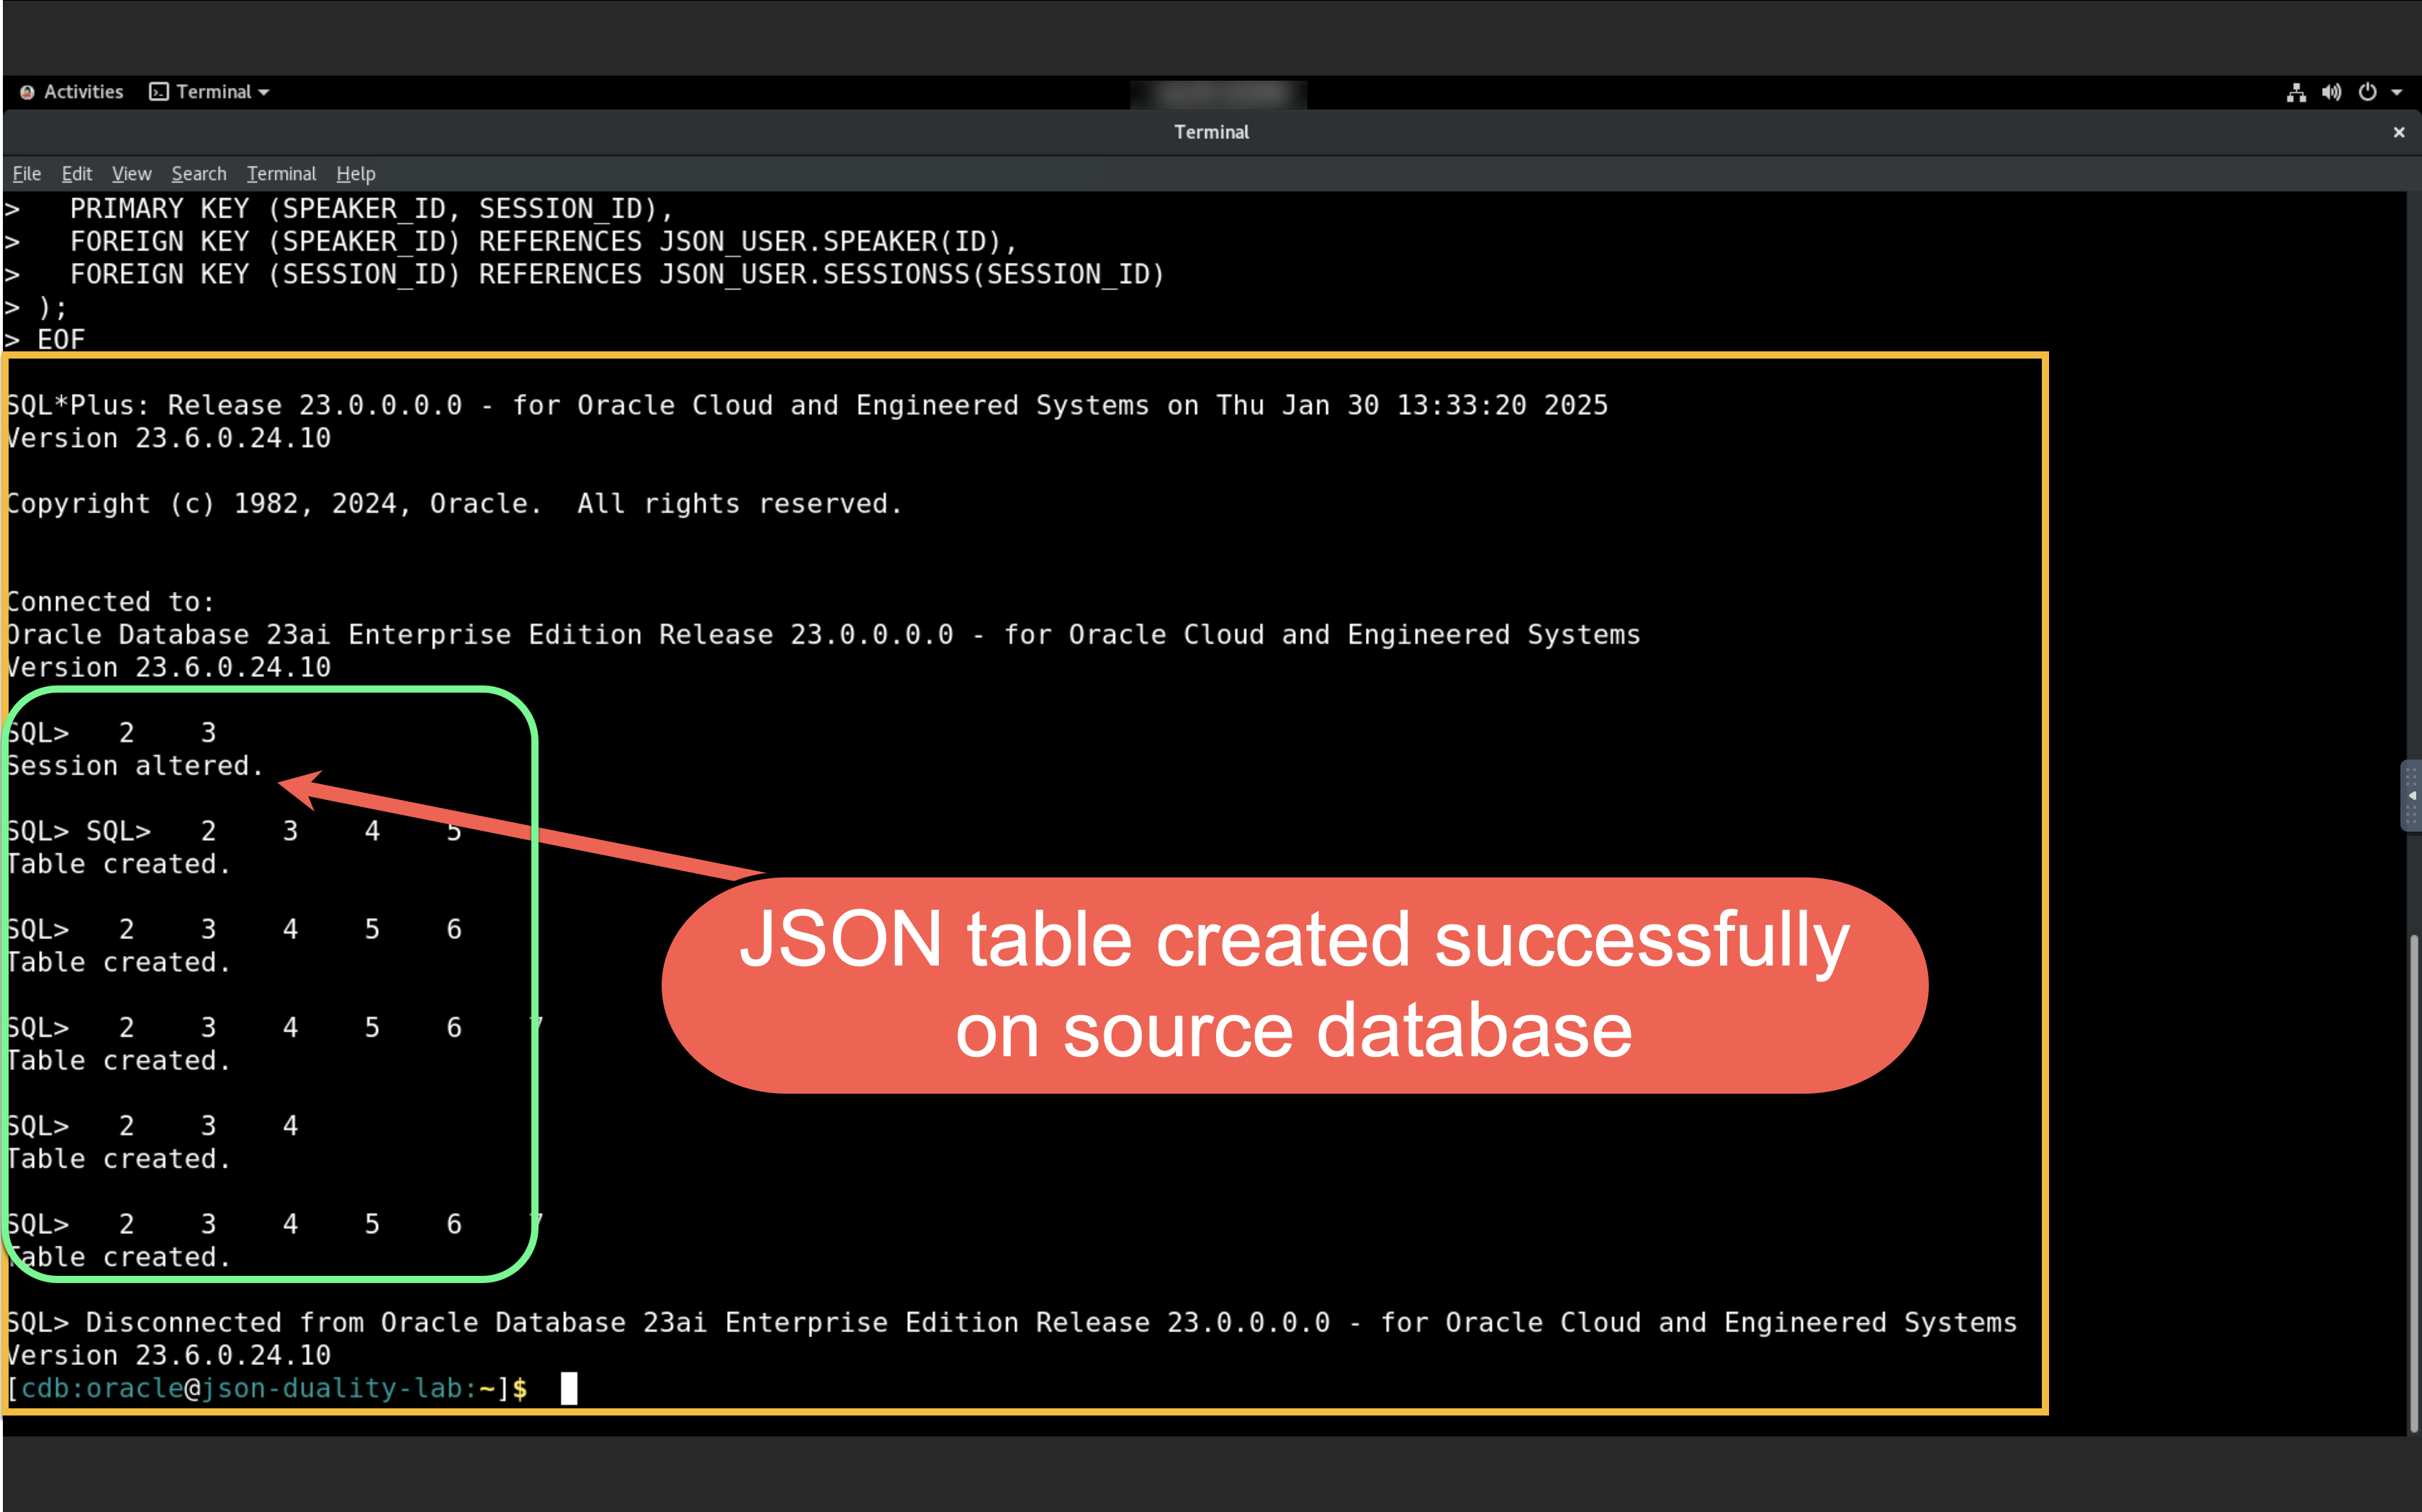 Activities Terminal
Terminal
File Edit View Search Terminal Help
>   PRIMARY KEY (SPEAKER_ID, SESSION_ID),
>   FOREIGN KEY (SPEAKER_ID) REFERENCES JSON_USER.SPEAKER(ID),
>   FOREIGN KEY (SESSION_ID) REFERENCES JSON_USER.SESSIONSS(SESSION_ID)
> );
> EOF
SQL*Plus: Release 23.0.0.0.0 - for Oracle Cloud and Engineered Systems on Thu Jan 30 13:33:20 2025
Version 23.6.0.24.10
Copyright (c) 1982, 2024, Oracle.  All rights reserved.
Connected to:
Oracle Database 23ai Enterprise Edition Release 23.0.0.0.0 - for Oracle Cloud and Engineered Systems
Version 23.6.0.24.10
SQL>   2    3
Session altered.
SQL> SQL>   2    3    4    5
Table created.
SQL>   2    3    4    5    6
Table created.
SQL>   2    3    4    5    6    7
Table created.
SQL>   2    3    4
Table created.
SQL>   2    3    4    5    6    7
Table created.
JSON table created successfully
on source database
SQL> Disconnected from Oracle Database 23ai Enterprise Edition Release 23.0.0.0.0 - for Oracle Cloud and Engineered Systems
Version 23.6.0.24.10
[cdb:oracle@json-duality-lab:~]$